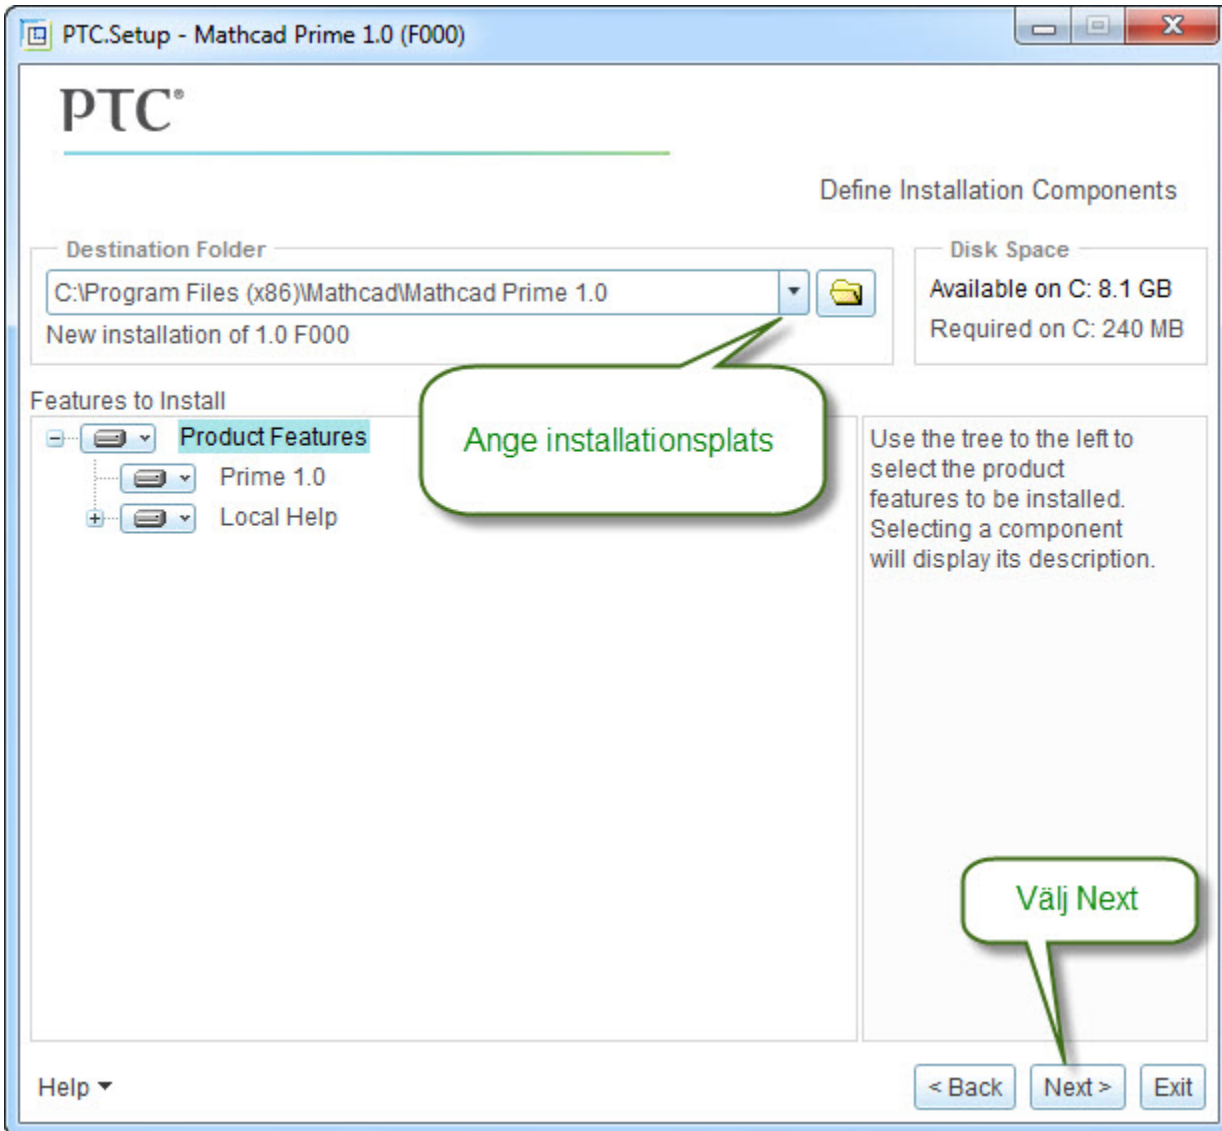 PTC.Setup - Mathcad Prime 1.0 (F000)
PTC®
Define Installation Components
Destination Folder
C:\Program Files (x86)\Mathcad\Mathcad Prime 1.0
New installation of 1.0 F000
Disk Space
Available on C: 8.1 GB
Required on C: 240 MB
Ange installationsplats
Features to Install
Product Features
Prime 1.0
Local Help
Use the tree to the left to
select the product
features to be installed.
Selecting a component
will display its description.
Välj Next
Help
< Back
Next >
Exit